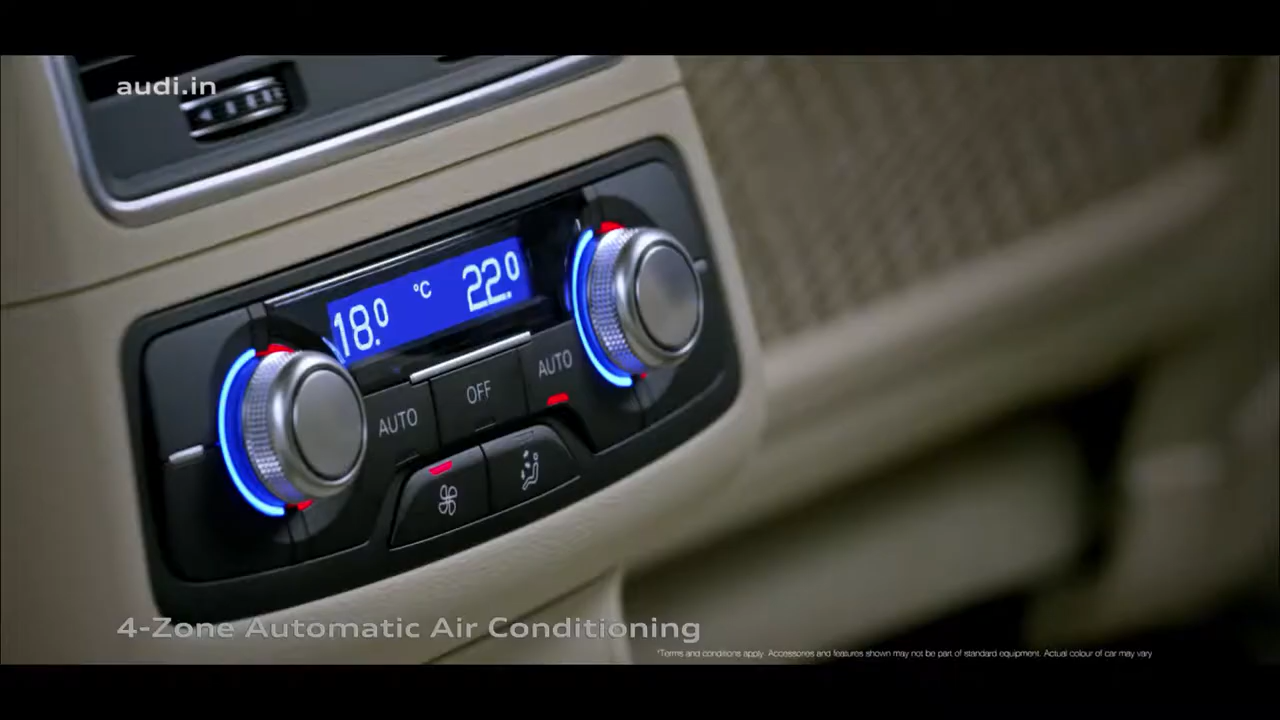 audi.in
18.0 °C 22.0
AUTO OFF AUTO
4-Zone Automatic Air Conditioning
*Terms and conditions apply. Accessories and features shown may not be part of standard equipment. Actual colour of car may vary